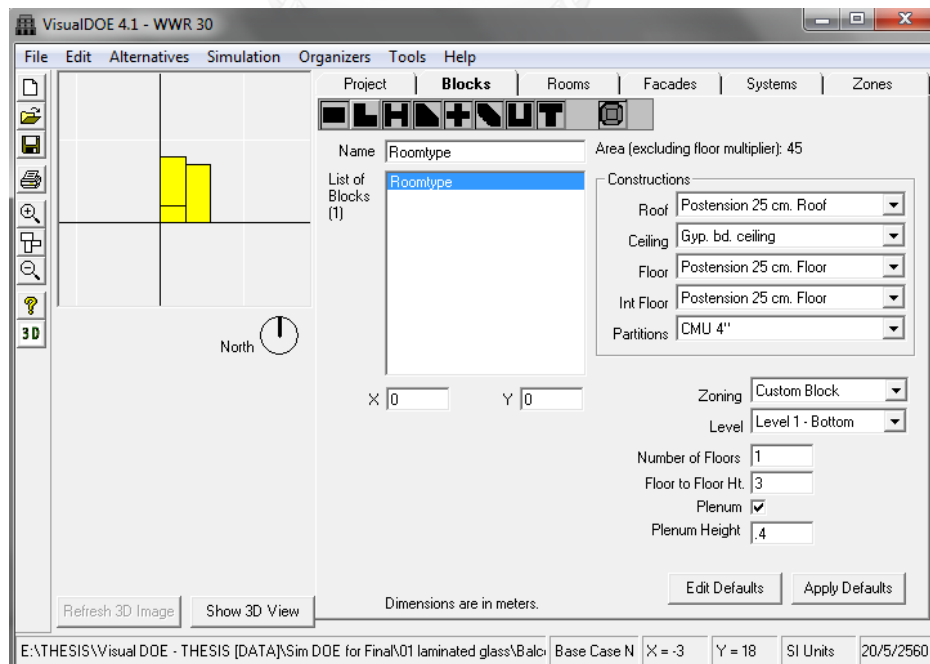 VisualDOE 4.1 - WWR 30
File Edit Alternatives Simulation Organizers Tools Help
Project Blocks Rooms Facades Systems Zones
Name Roomtype
Area (excluding floor multiplier): 45
List of Blocks (1)
Roomtype
Constructions
Roof Postension 25 cm. Roof
Ceiling Gyp. bd. ceiling
Floor Postension 25 cm. Floor
Int Floor Postension 25 cm. Floor
Partitions CMU 4"
3D
North
X 0 Y 0
Zoning Custom Block
Level Level 1 - Bottom
Number of Floors 1
Floor to Floor Ht. 3
Plenum
Plenum Height .4
Edit Defaults Apply Defaults
Refresh 3D Image Show 3D View
Dimensions are in meters.
E:\THESIS\Visual DOE - THESIS [DATA]\Sim DOE for Final\01 laminated glass\Balc Base Case N X = -3 Y = 18 SI Units 20/5/2560